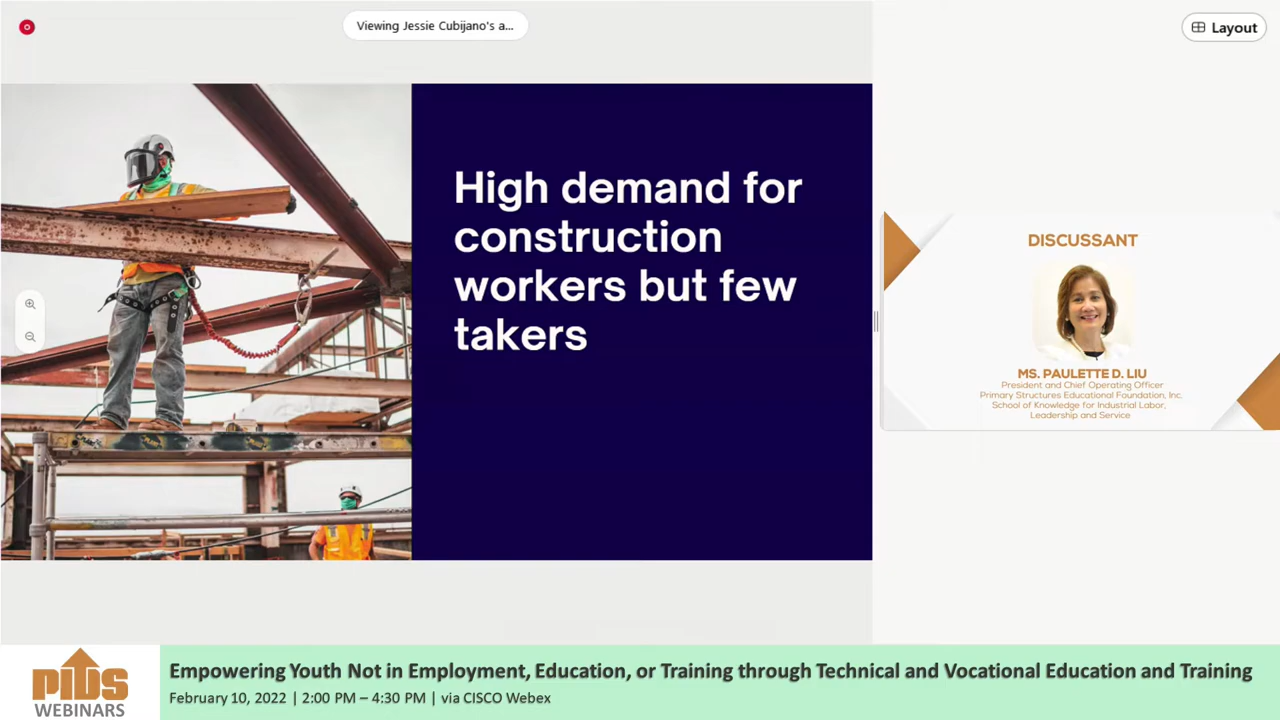 Viewing Jessie Cubijano's a...
Layout
High demand for
construction
workers but few
takers
DISCUSSANT
MS. PAULETTE D. LIU
President and Chief Operating Officer
Primary Structures Educational Foundation, Inc.
School of Knowledge for Industrial Labor,
Leadership and Service
pids
WEBINARS
Empowering Youth Not in Employment, Education, or Training through Technical and Vocational Education and Training
February 10, 2022 | 2:00 PM – 4:30 PM | via CISCO Webex